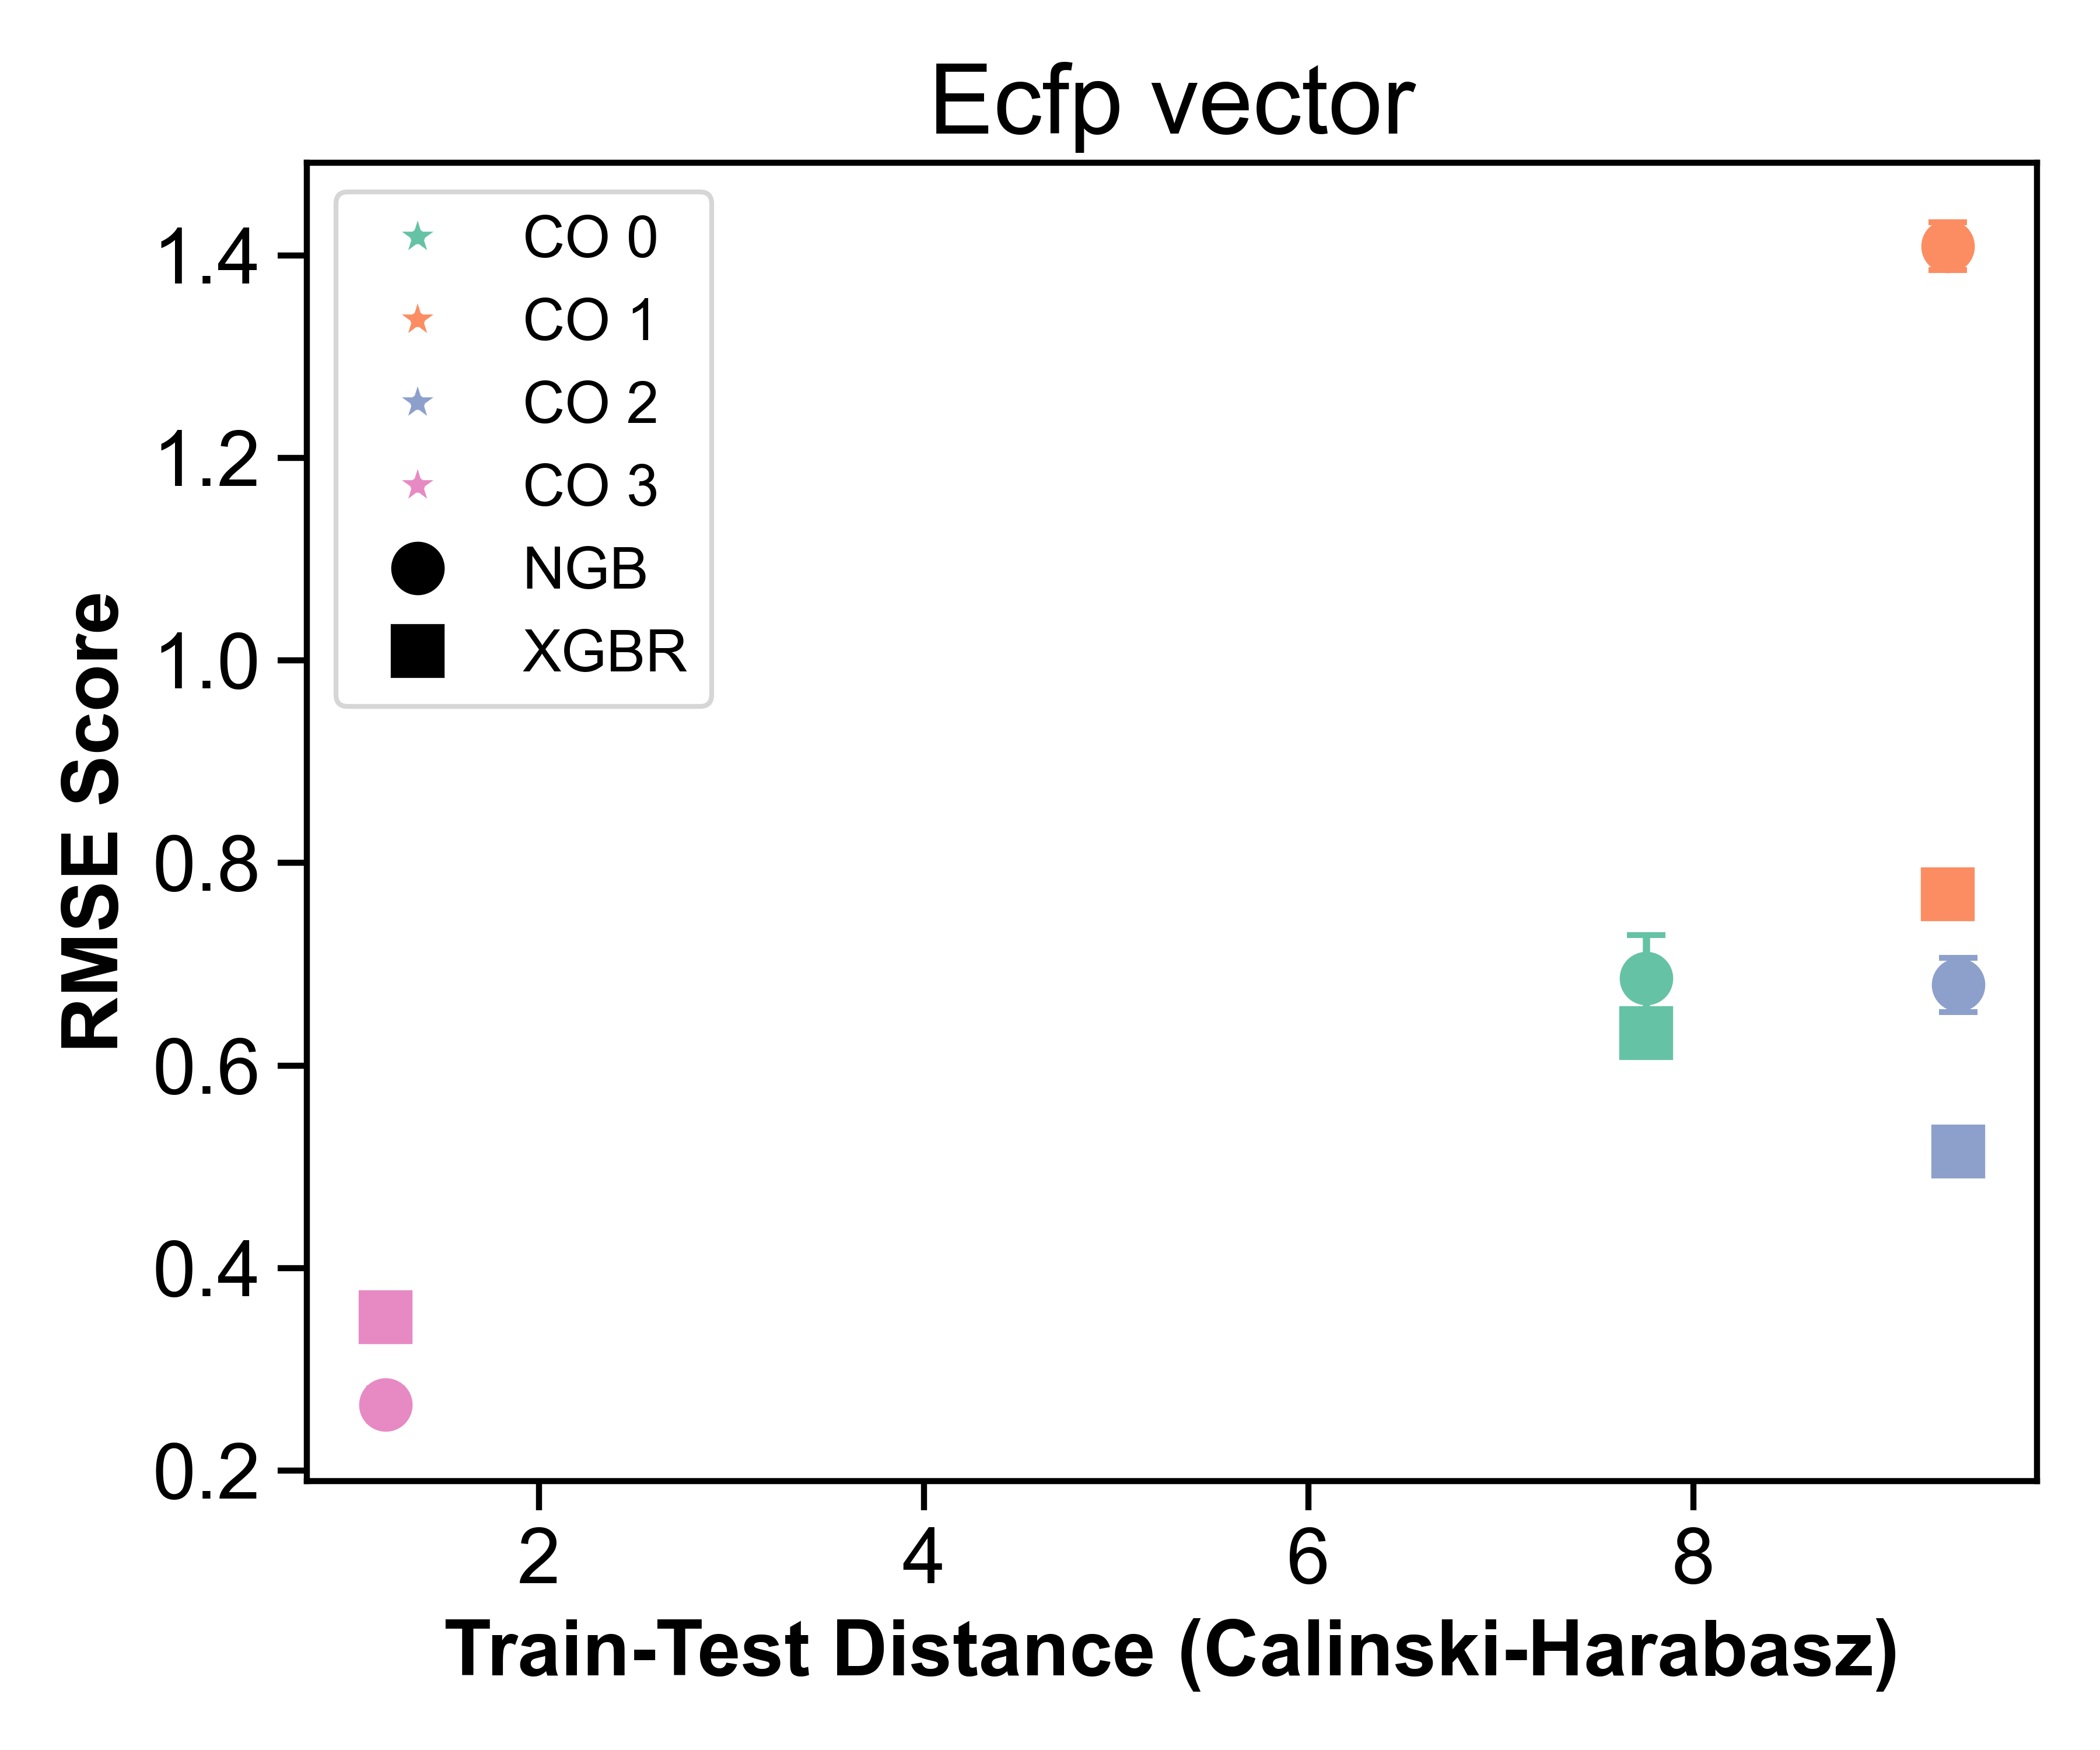 Ecfp vector
CO 0
CO 1
CO 2
CO 3
NGB
XGBR
RMSE Score
1.4
1.2
1.0
0.8
0.6
0.4
0.2
2 4 6 8
Train-Test Distance (Calinski-Harabasz)